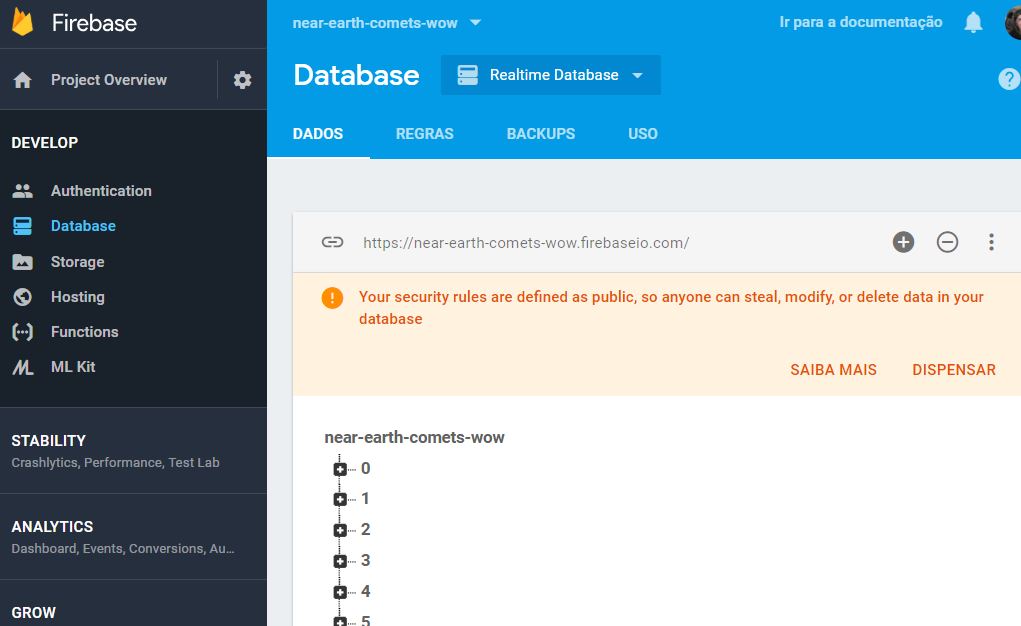 Firebase
near-earth-comets-wow
Ir para a documentação
Project Overview
Database
Realtime Database
?
DADOS REGRAS BACKUPS USO
DEVELOP
Authentication
Database
Storage
Hosting
Functions
ML Kit
STABILITY
Crashlytics, Performance, Test Lab
ANALYTICS
Dashboard, Events, Conversions, Au...
GROW
https://near-earth-comets-wow.firebaseio.com/
Your security rules are defined as public, so anyone can steal, modify, or delete data in your
database
SAIBA MAIS DISPENSAR
near-earth-comets-wow
0
1
2
3
4
5